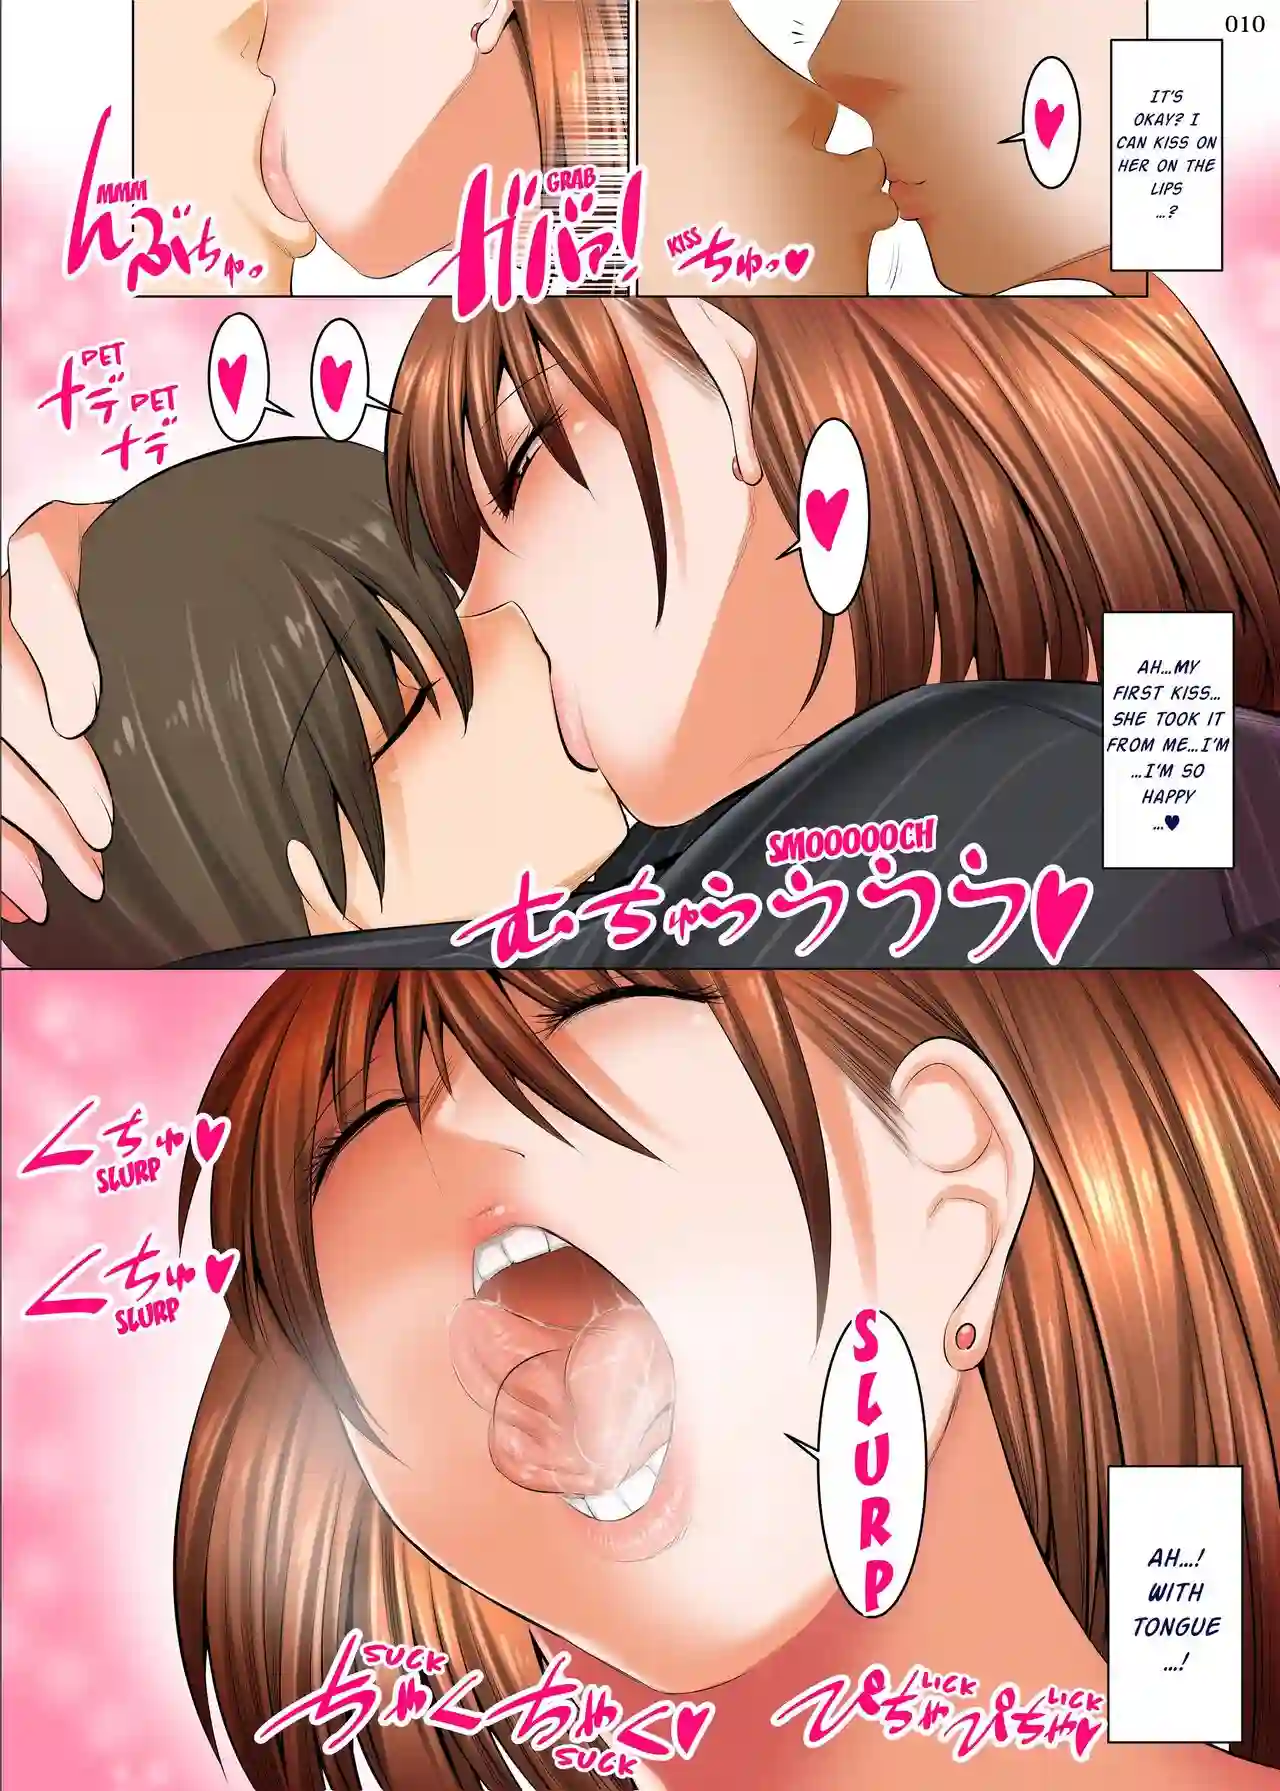 010
IT'S
OKAY? I
CAN KISS ON
HER ON THE
LIPS
...?
KISS
ちゅっ♥
GRAB
ガバァ!
MMM
んぶちゅっ
PET
ナデ
PET
ナデ
AH...MY
FIRST KISS...
SHE TOOK IT
FROM ME...I'M
...I'M SO
HAPPY
...♥
SMOOOOOCH
むちゅうううう♥
くちゅ♥
SLURP
くちゅ♥
SLURP
SLURP
AH...!
WITH
TONGUE
...!
LICK
LICK
ぴちゃぴちゃ♥
SUCK
ちゅくちゅく♥
SUCK